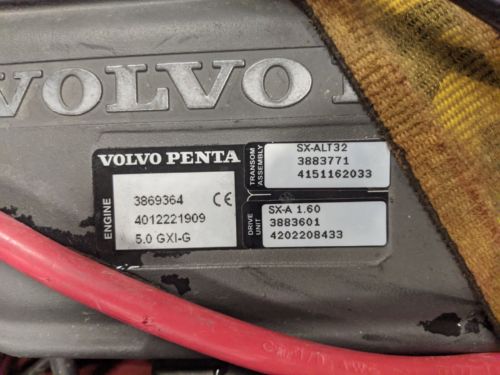 VOLVO PENTA
VOLVO PENTA
ENGINE
3869364 CE
4012221909
5.0 GXI-G
TRANSOM
ASSEMBLY
SX-ALT32
3883771
4151162033
DRIVE
UNIT
SX-A 1.60
3883601
4202208433